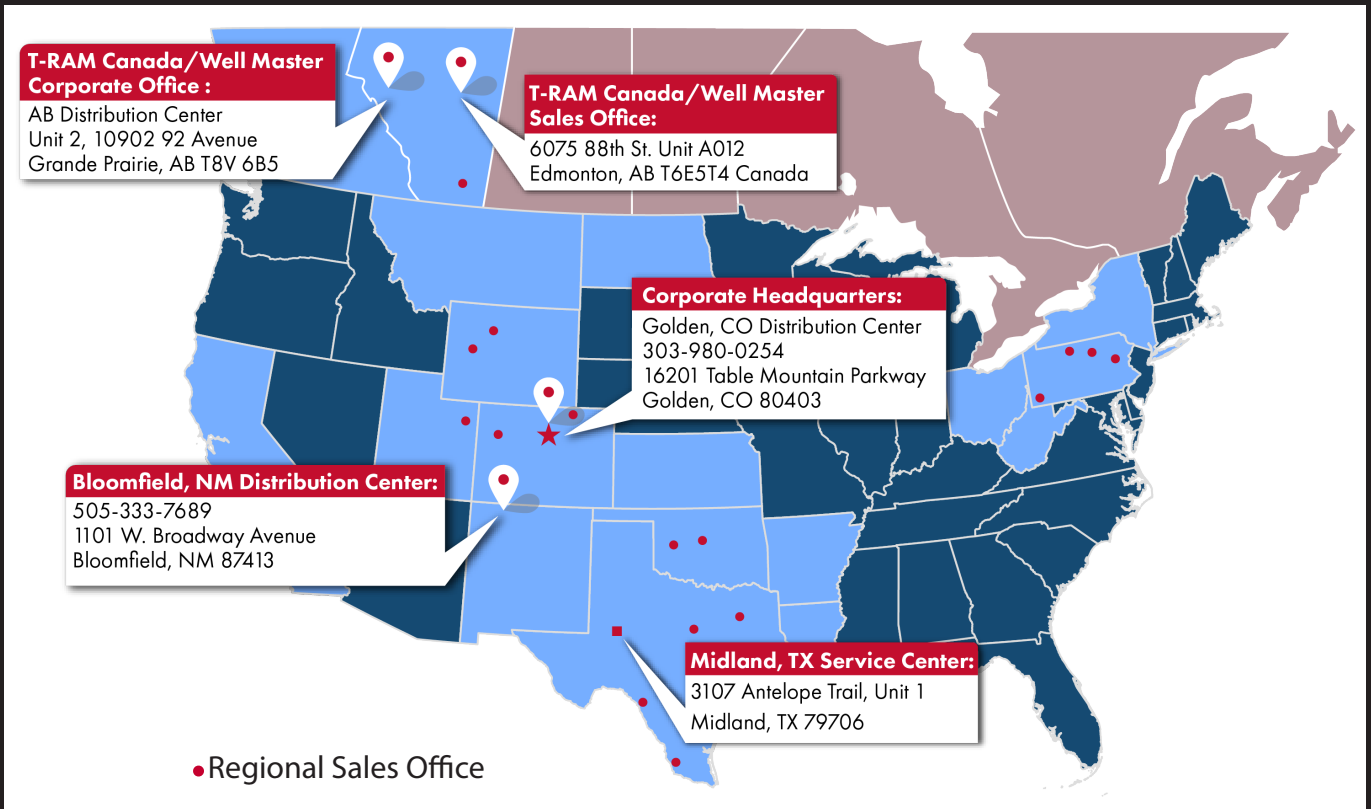 T-RAM Canada/Well Master
Corporate Office :
AB Distribution Center
Unit 2, 10902 92 Avenue
Grande Prairie, AB T8V 6B5
T-RAM Canada/Well Master
Sales Office:
6075 88th St. Unit A012
Edmonton, AB T6E5T4 Canada
Corporate Headquarters:
Golden, CO Distribution Center
303-980-0254
16201 Table Mountain Parkway
Golden, CO 80403
Bloomfield, NM Distribution Center:
505-333-7689
1101 W. Broadway Avenue
Bloomfield, NM 87413
Midland, TX Service Center:
3107 Antelope Trail, Unit 1
Midland, TX 79706
Regional Sales Office